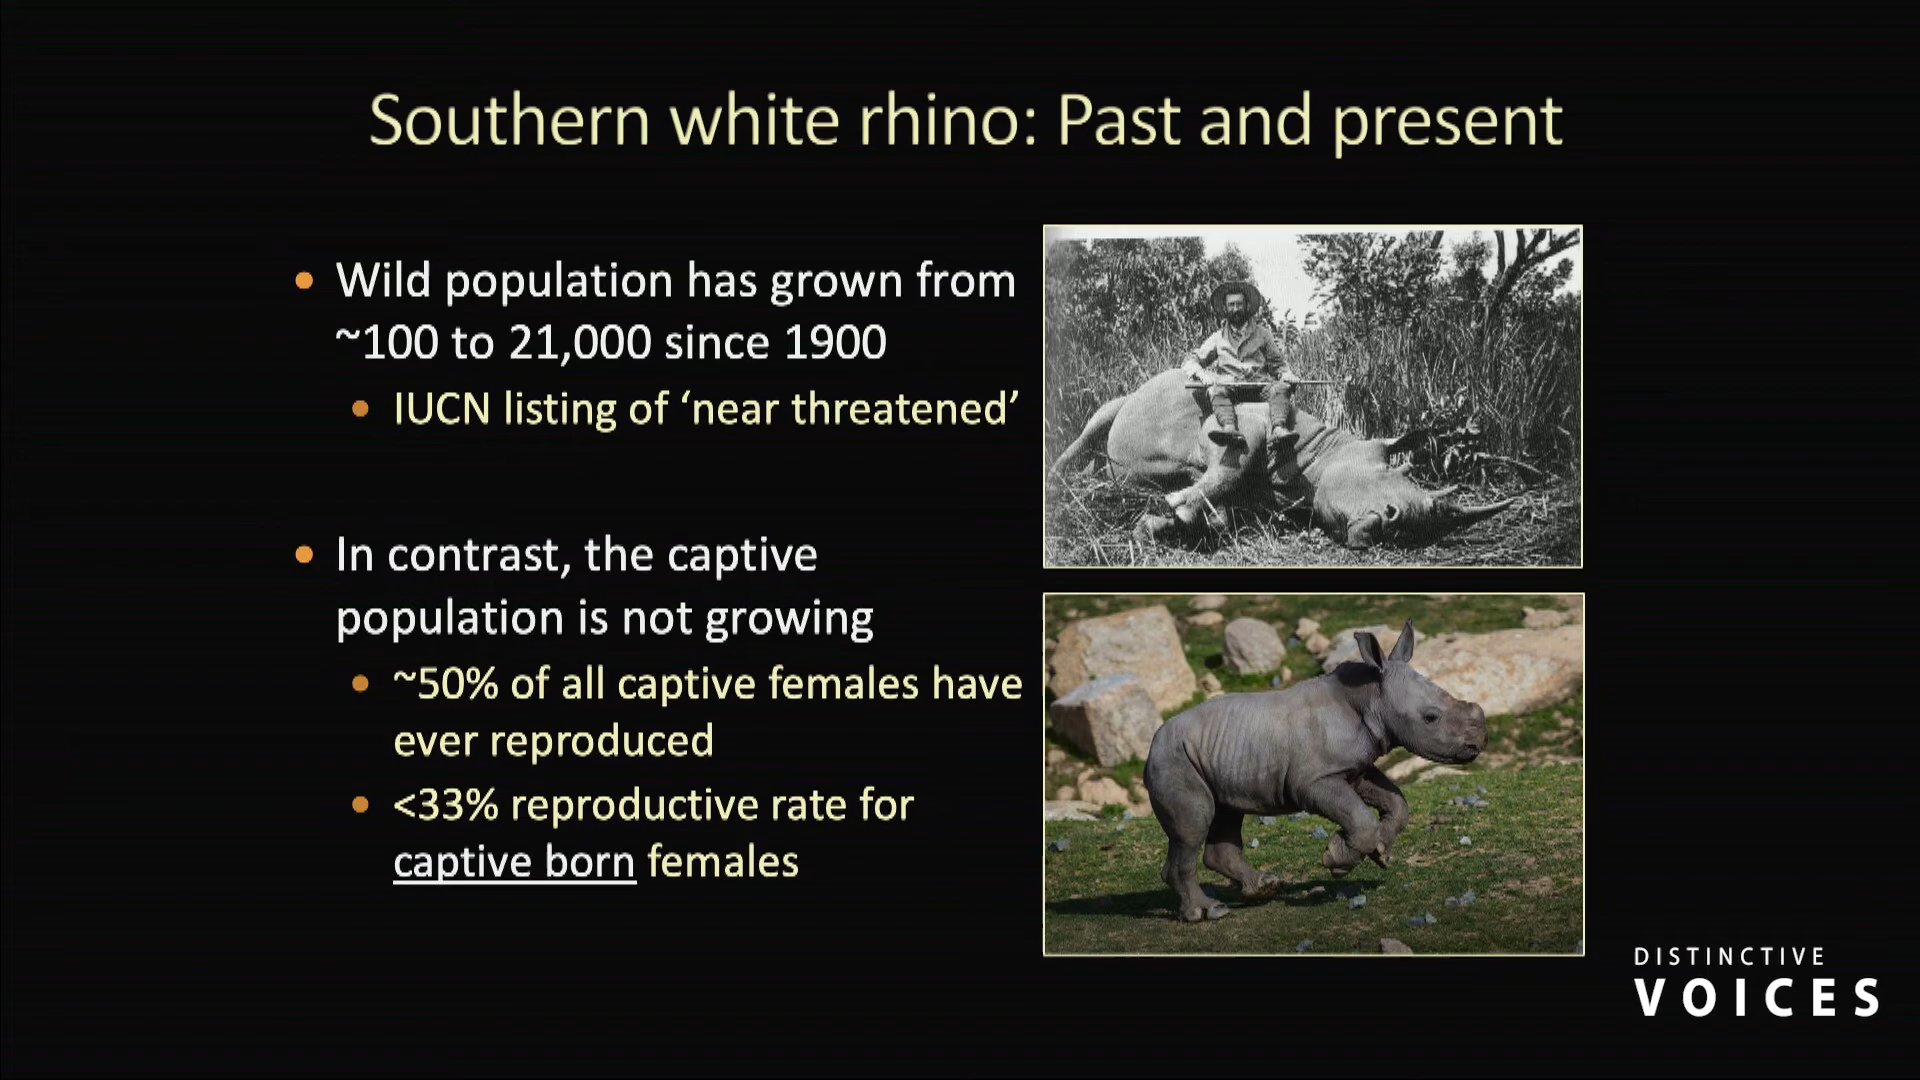 Southern white rhino: Past and present
• Wild population has grown from
~100 to 21,000 since 1900
• IUCN listing of ‘near threatened’
• In contrast, the captive
population is not growing
• ~50% of all captive females have
ever reproduced
• <33% reproductive rate for
captive born females
DISTINCTIVE
VOICES